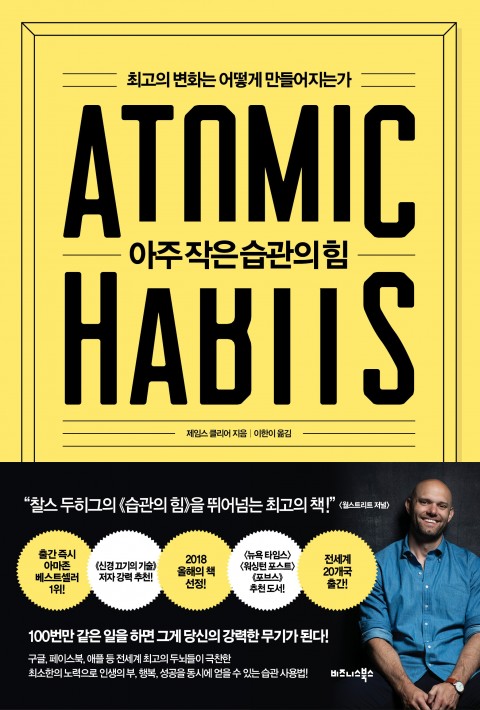 최고의 변화는 어떻게 만들어지는가
ATOMIC
아주 작은 습관의 힘
HABITS
제임스 클리어 지음 | 이한이 옮김
“찰스 두히그의 《습관의 힘》을 뛰어넘는 최고의 책!” 〈월스트리트 저널〉
출간 즉시
아마존
베스트셀러
1위!
《신경 끄기의 기술》
저자 강력 추천!
2018
올해의 책
선정!
〈뉴욕 타임스〉
〈워싱턴 포스트〉
《포브스》
추천 도서!
전세계
20개국
출간!
100번만 같은 일을 하면 그게 당신의 강력한 무기가 된다!
구글, 페이스북, 애플 등 전세계 최고의 두뇌들이 극찬한
최소한의 노력으로 인생의 부, 행복, 성공을 동시에 얻을 수 있는 습관 사용법!
비즈니스북스